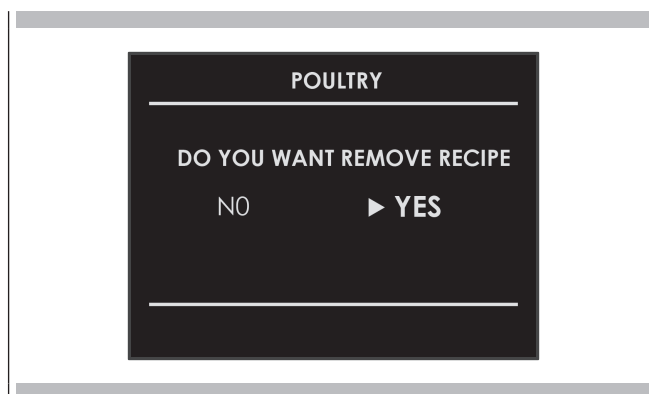 POULTRY
DO YOU WANT REMOVE RECIPE
N0 ▶ YES